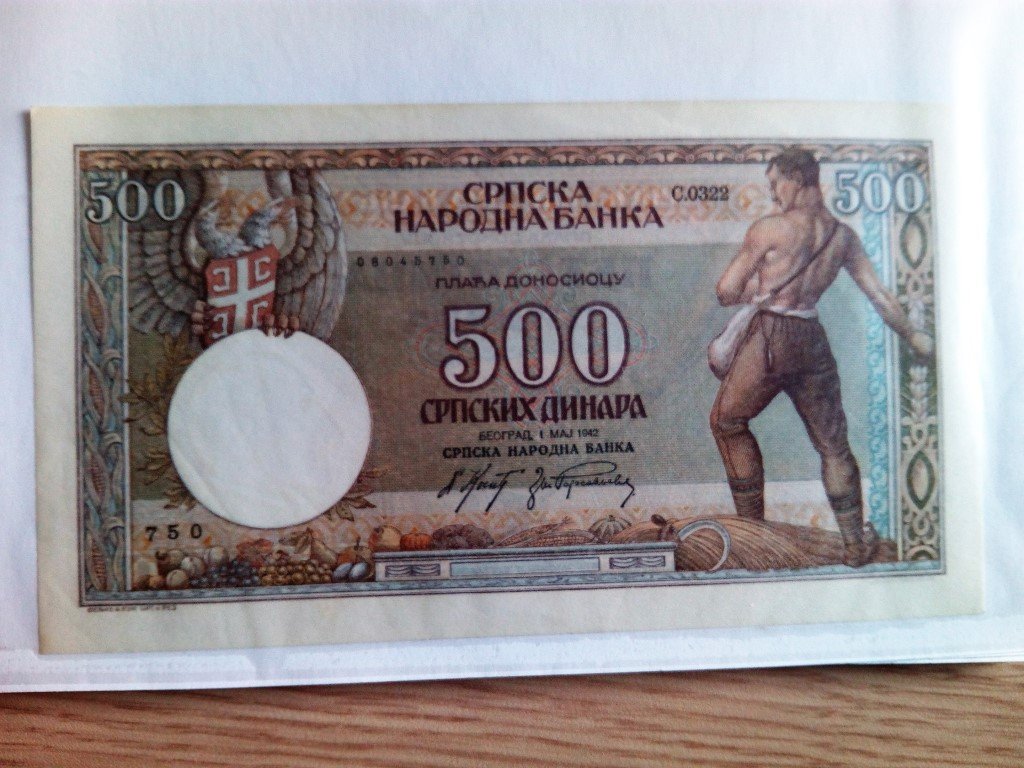 500
500
СРПСКА
НАРОДНА БАНКА
С.0322
08045750
ПЛАЋА ДОНОСИОЦУ
500
СРПСКИХ ДИНАРА
БЕОГРАД, 1. МАЈ 1942
СРПСКА НАРОДНА БАНКА
750